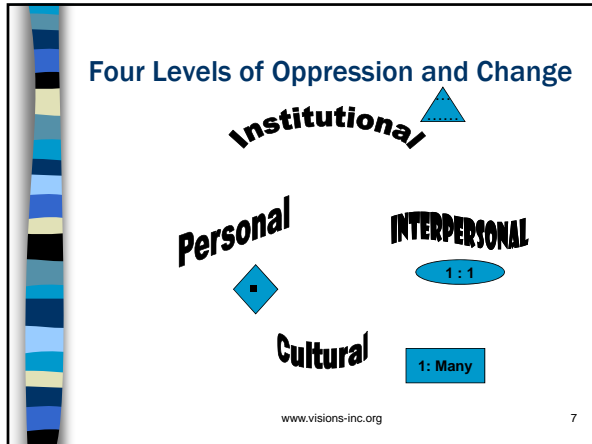 Four Levels of Oppression and Change
Institutional
Personal
INTERPERSONAL
1 : 1
Cultural
1: Many
www.visions-inc.org
7